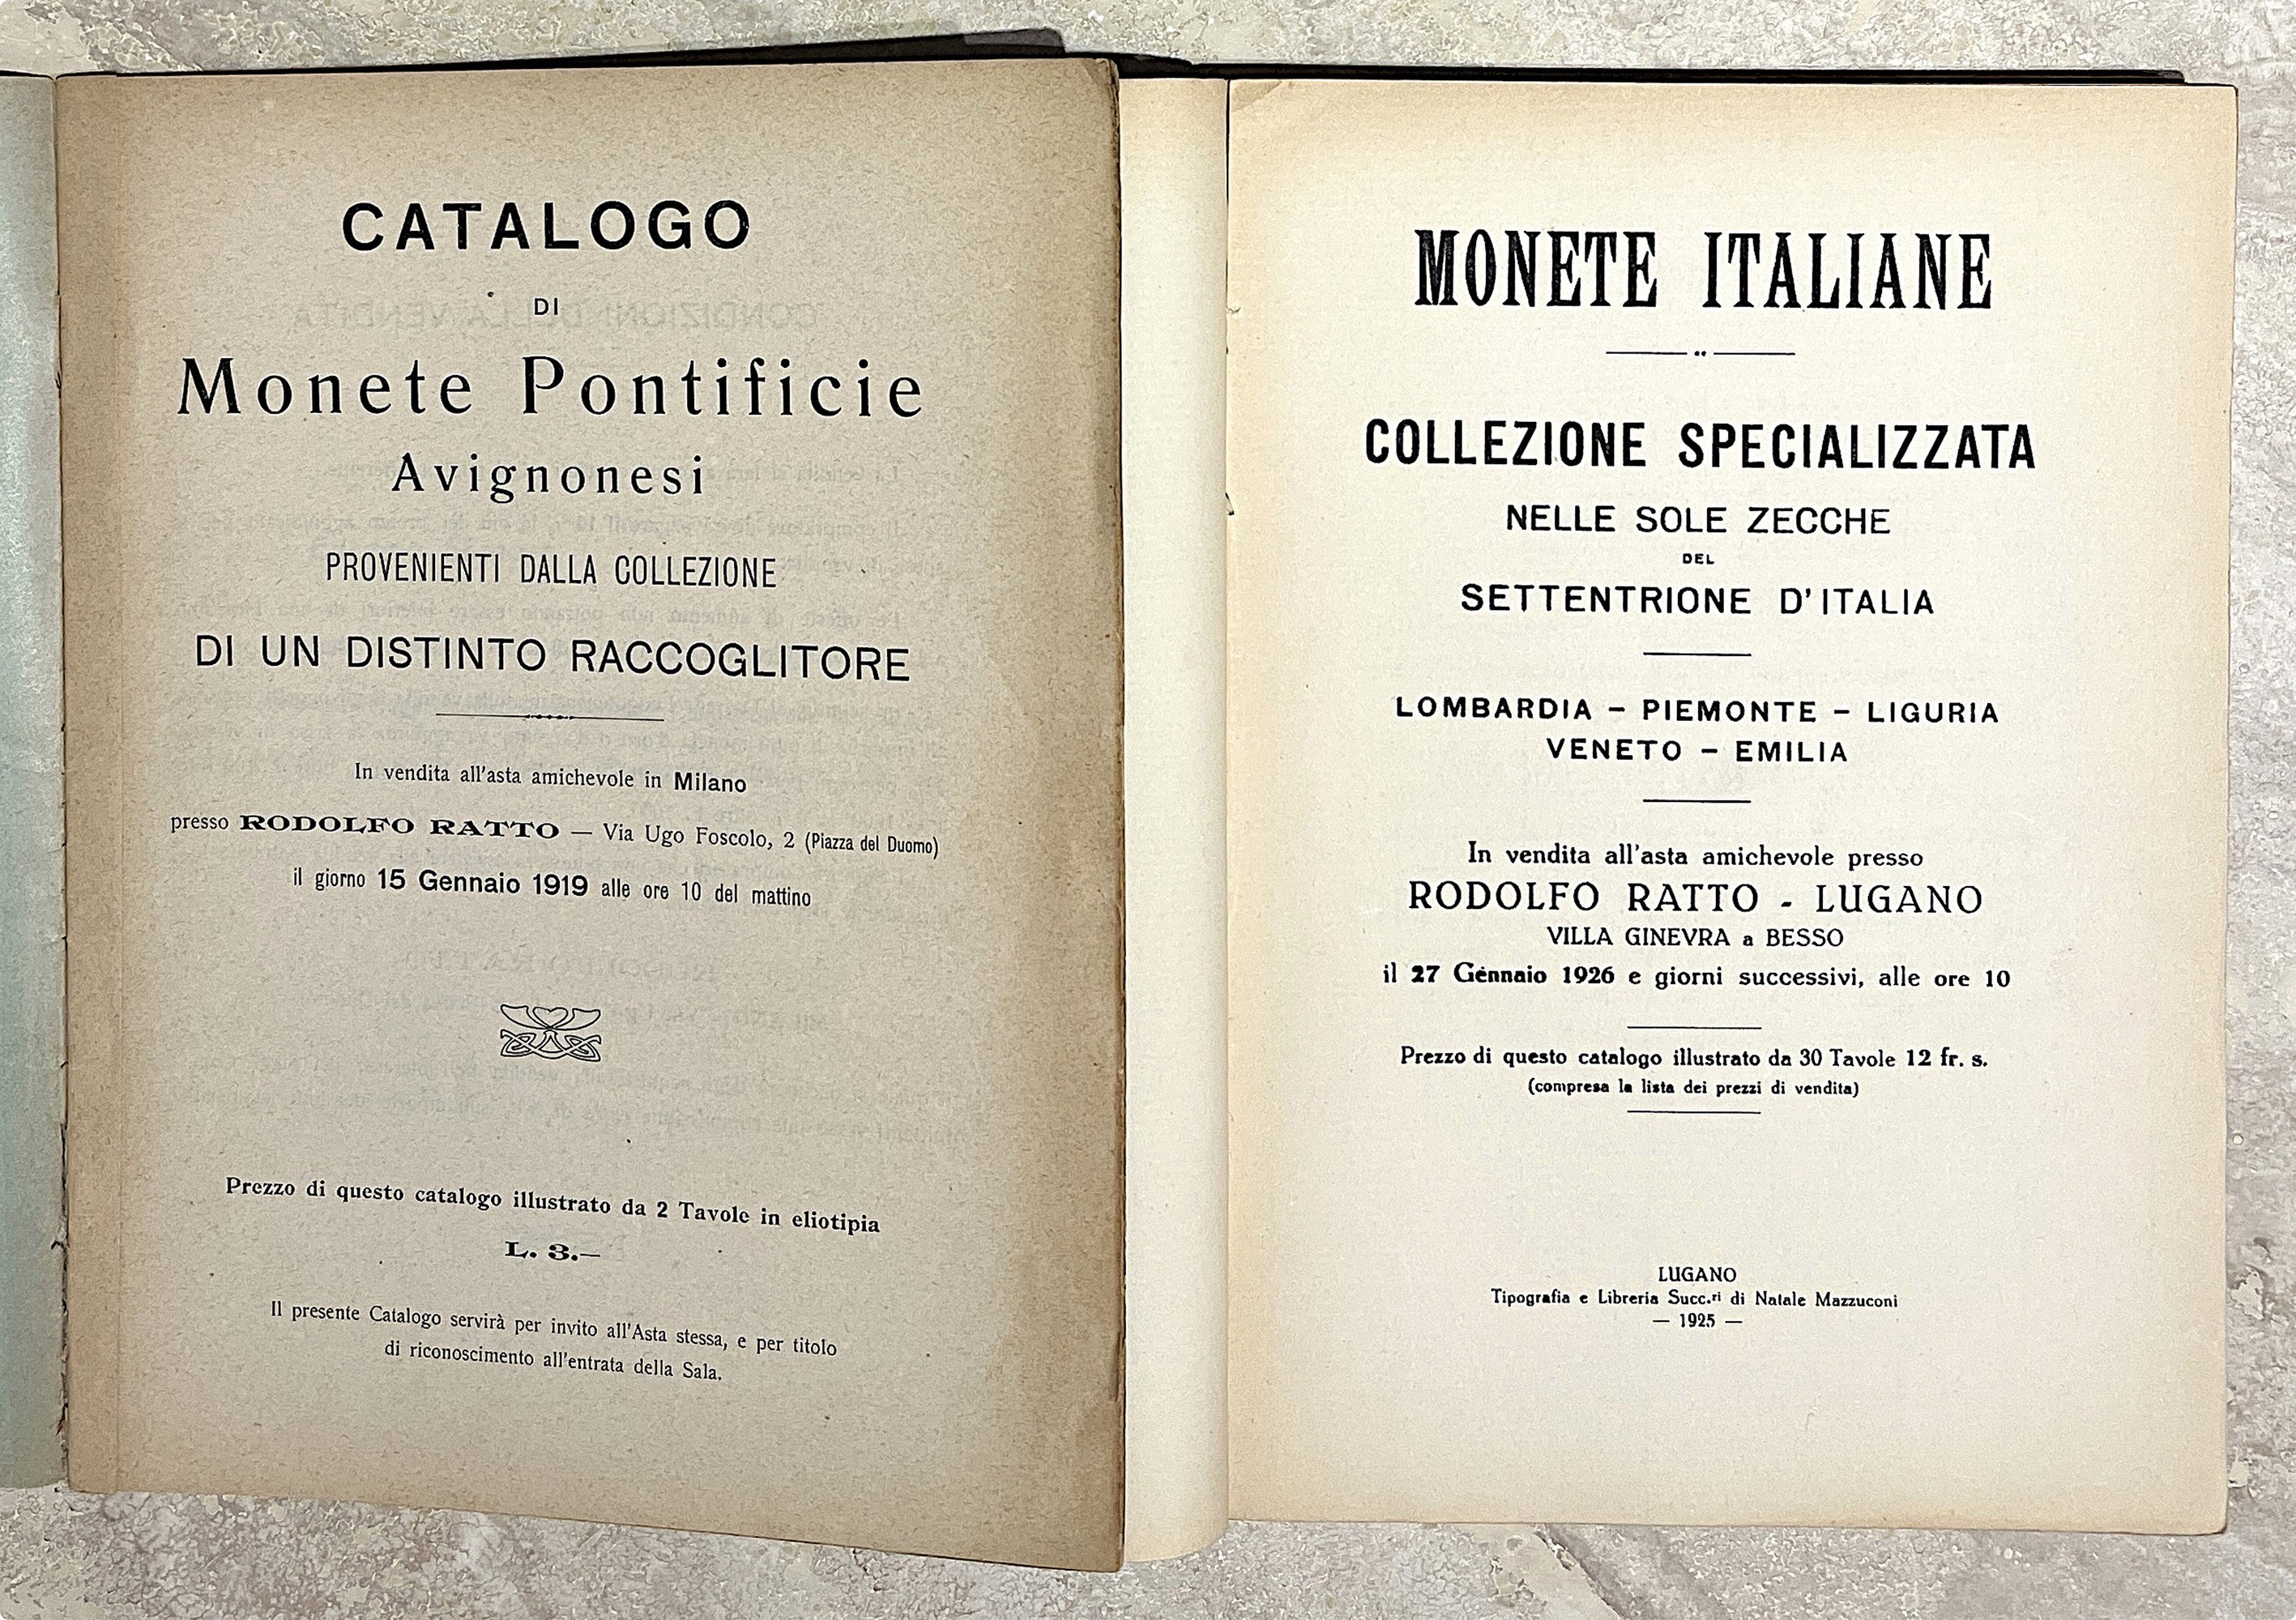 CATALOGO
DI
Monete Pontificie
Avignonesi
PROVENIENTI DALLA COLLEZIONE
DI UN DISTINTO RACCOGLITORE
In vendita all'asta amichevole in Milano
presso RODOLFO RATTO — Via Ugo Foscolo, 2 (Piazza del Duomo)
il giorno 15 Gennaio 1919 alle ore 10 del mattino
Prezzo di questo catalogo illustrato da 2 Tavole in eliotipia
L. 3.—
Il presente Catalogo servirà per invito all'Asta stessa, e per titolo
di riconoscimento all'entrata della Sala.
MONETE ITALIANE
COLLEZIONE SPECIALIZZATA
NELLE SOLE ZECCHE
DEL
SETTENTRIONE D'ITALIA
LOMBARDIA – PIEMONTE – LIGURIA
VENETO – EMILIA
In vendita all'asta amichevole presso
RODOLFO RATTO - LUGANO
VILLA GINEVRA a BESSO
il 27 Gennaio 1926 e giorni successivi, alle ore 10
Prezzo di questo catalogo illustrato da 30 Tavole 12 fr. s.
(compresa la lista dei prezzi di vendita)
LUGANO
Tipografia e Libreria Succ.ri di Natale Mazzuconi
— 1925 —